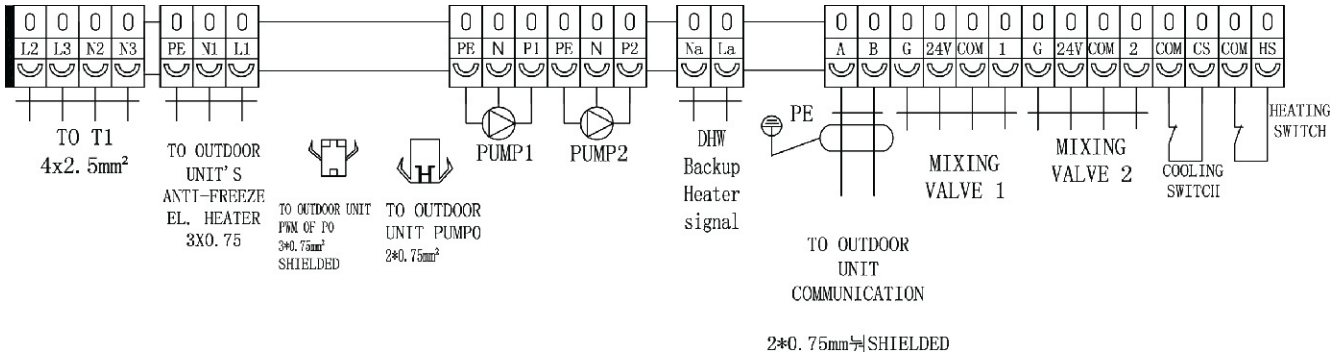 0 0 0 0 0 0 0 0 0 0 0 0 0 0 0 0 0 0 0 0 0 0 0 0 0 0 0 0 0
L2 L3 N2 N3 PE N1 L1 PE N P1 PE N P2 Na La A B G 24V COM 1 G 24V COM 2 COM CS COM HS
TO T1
4x2.5mm²
TO OUTDOOR
UNIT'S
ANTI-FREEZE
EL. HEATER
3X0.75
TO OUTDOOR UNIT
PWM OF P0
3*0.75mm²
SHIELDED
H
TO OUTDOOR
UNIT PUMP0
2*0.75mm²
PUMP1
PUMP2
DHW
Backup
Heater
signal
PE
TO OUTDOOR
UNIT
COMMUNICATION
2*0.75mm SHIELDED
MIXING
VALVE 1
MIXING
VALVE 2
COOLING
SWITCH
HEATING
SWITCH